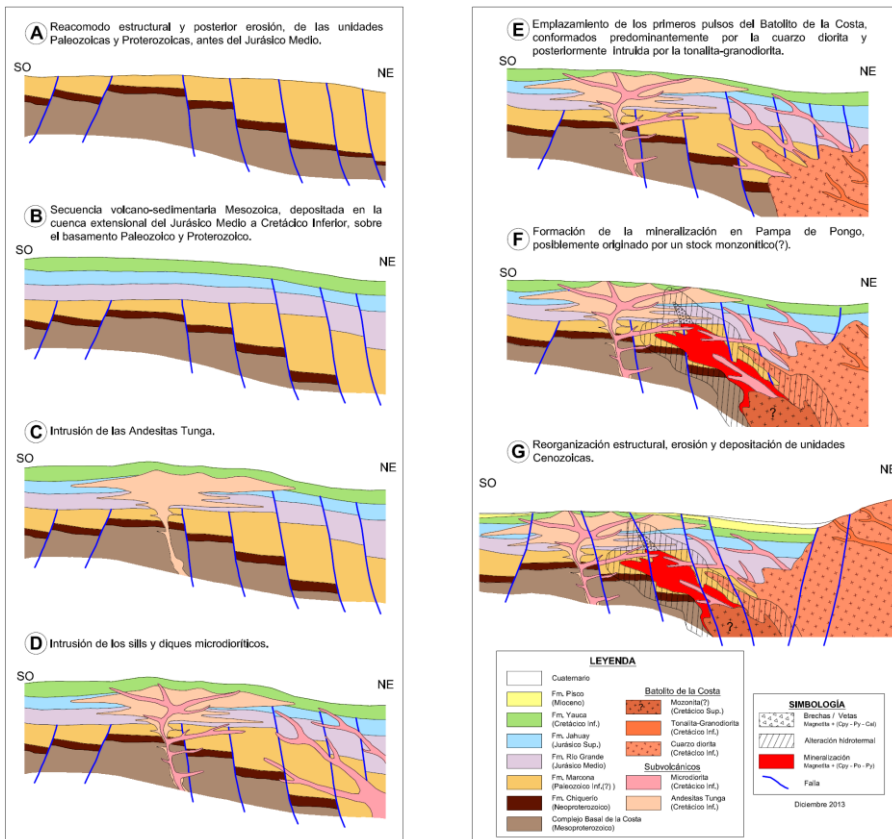 A Reacomodo estructural y posterior erosión, de las unidades
Paleozoicas y Proterozoicas, antes del Jurásico Medio.
SO
NE
B Secuencia volcano-sedimentaria Mesozoica, depositada en la
cuenca extensional del Jurásico Medio a Cretácico Inferior, sobre
el basamento Paleozoico y Proterozoico.
SO
NE
C Intrusión de las Andesitas Tunga.
SO
NE
D Intrusión de los sills y diques microdioríticos.
SO
NE
E Emplazamiento de los primeros pulsos del Batolito de la Costa,
conformados predominantemente por la cuarzo diorita y
posteriormente intruida por la tonalita-granodiorita.
SO
NE
F Formación de la mineralización en Pampa de Pongo,
posiblemente originado por un stock monzonítico(?).
SO
NE
?
G Reorganización estructural, erosión y depositación de unidades
Cenozoicas.
SO
NE
?
LEYENDA
Cuaternario
Fm. Pisco
(Mioceno)
Fm. Yauca
(Cretácico Inf.)
Fm. Jahuay
(Jurásico Sup.)
Fm. Río Grande
(Jurásico Medio)
Fm. Marcona
(Paleozoico Inf.(?)
Fm. Chiquerío
(Neoproterozoico)
Complejo Basal de la Costa
(Mesoproterozoico)
Batolito de la Costa
? Mozonita(?)
(Cretácico Sup.)
Tonalita-Granodiorita
(Cretácico Inf.)
Cuarzo diorita
(Cretácico Inf.)
Subvolcánicos
Microdiorita
(Cretácico Inf.)
Andesitas Tunga
(Cretácico Inf.)
SIMBOLOGÍA
Brechas / Vetas
Magnetita + (Cpy - Py - Cal)
Alteración hidrotermal
Mineralización
Magnetita + (Cpy - Po - Py)
Falla
Diciembre 2013